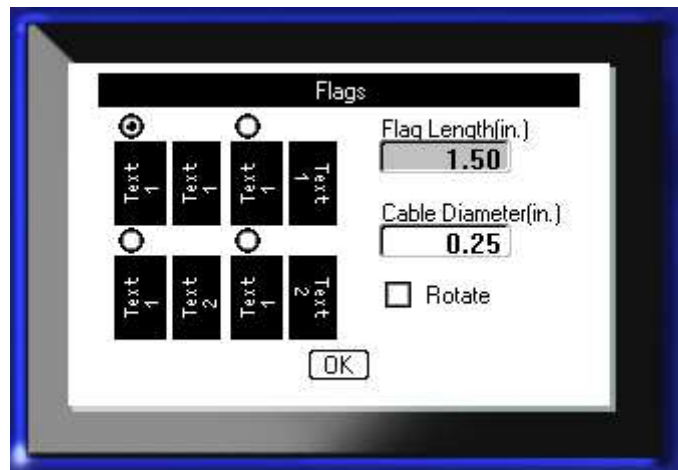 Flags
Flag Length(in.)
1.50
Text 1
Text 1
Text 1
Text 1
Cable Diameter(in.)
0.25
Text 1
Text 2
Text 1
Text 2
Rotate
OK